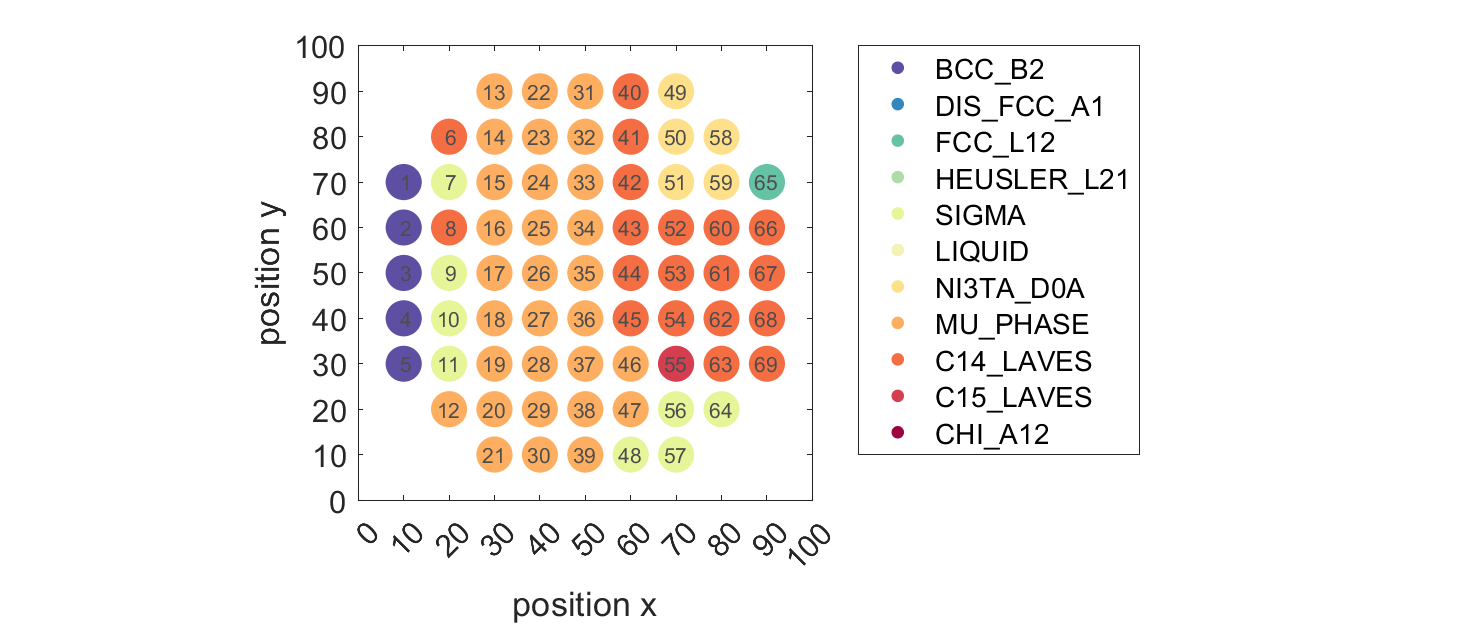 100
90
80
70
60
50
40
30
20
10
0
position y
13 22 31 40 49
6 14 23 32 41 50 58
1 7 15 24 33 42 51 59 65
2 8 16 25 34 43 52 60 66
3 9 17 26 35 44 53 61 67
4 10 18 27 36 45 54 62 68
5 11 19 28 37 46 55 63 69
12 20 29 38 47 56 64
21 30 39 48 57
0 10 20 30 40 50 60 70 80 90 100
position x
BCC_B2
DIS_FCC_A1
FCC_L12
HEUSLER_L21
SIGMA
LIQUID
NI3TA_D0A
MU_PHASE
C14_LAVES
C15_LAVES
CHI_A12